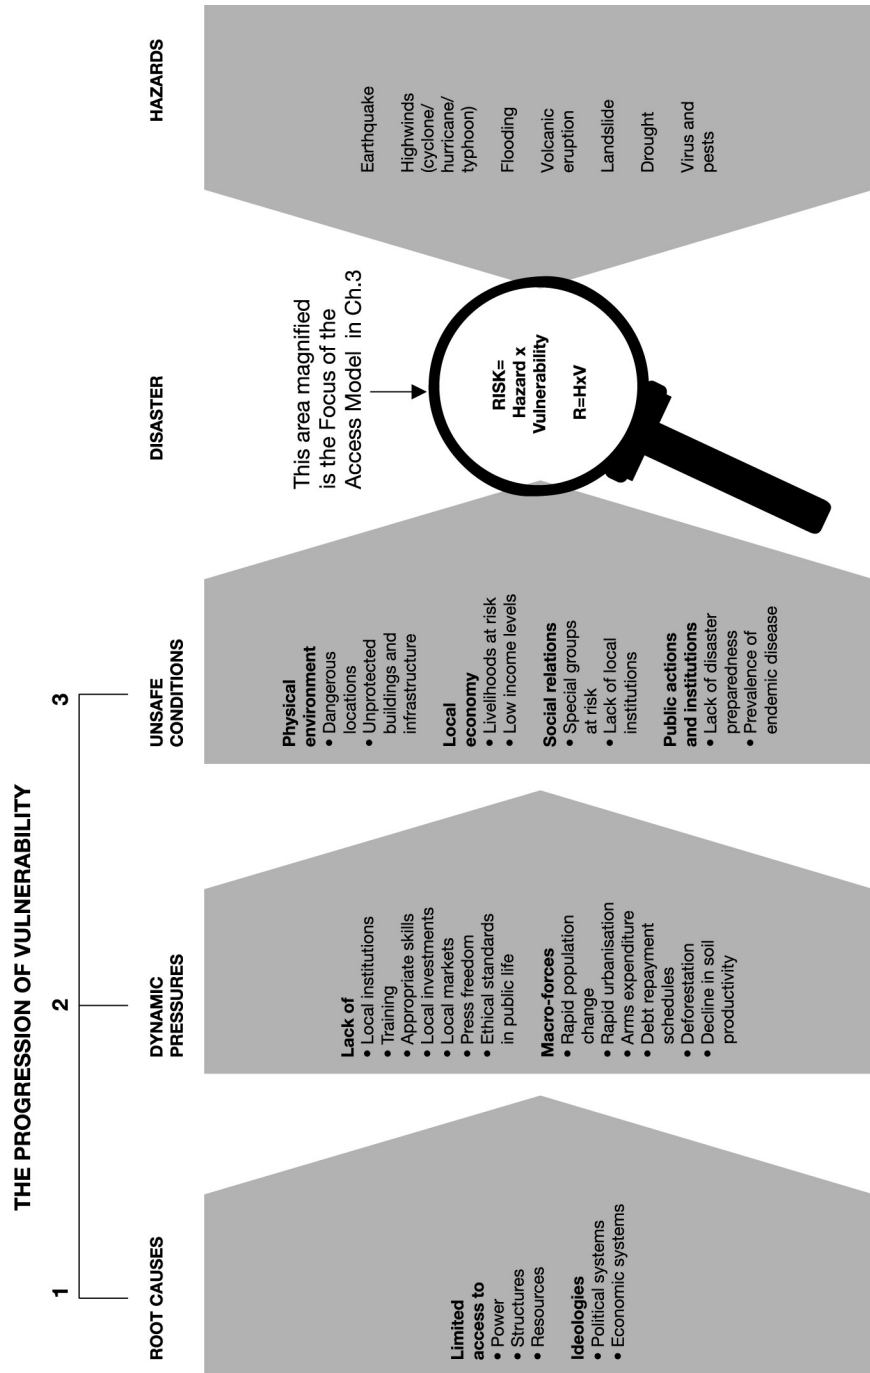 THE PROGRESSION OF VULNERABILITY
1
2
3
ROOT CAUSES
DYNAMIC
PRESSURES
UNSAFE
CONDITIONS
DISASTER
HAZARDS
Limited
access to
• Power
• Structures
• Resources
Ideologies
• Political systems
• Economic systems
Lack of
• Local institutions
• Training
• Appropriate skills
• Local investments
• Local markets
• Press freedom
• Ethical standards
in public life
Macro-forces
• Rapid population
change
• Rapid urbanisation
• Arms expenditure
• Debt repayment
schedules
• Deforestation
• Decline in soil
productivity
Physical
environment
• Dangerous
locations
• Unprotected
buildings and
infrastructure
Local
economy
• Livelihoods at risk
• Low income levels
Social relations
• Special groups
at risk
• Lack of local
institutions
Public actions
and institutions
• Lack of disaster
preparedness
• Prevalence of
endemic disease
This area magnified
is the Focus of the
Access Model in Ch.3
RISK=
Hazard x
Vulnerability
R=HxV
Earthquake
Highwinds
(cyclone/
hurricane/
typhoon)
Flooding
Volcanic
eruption
Landslide
Drought
Virus and
pests